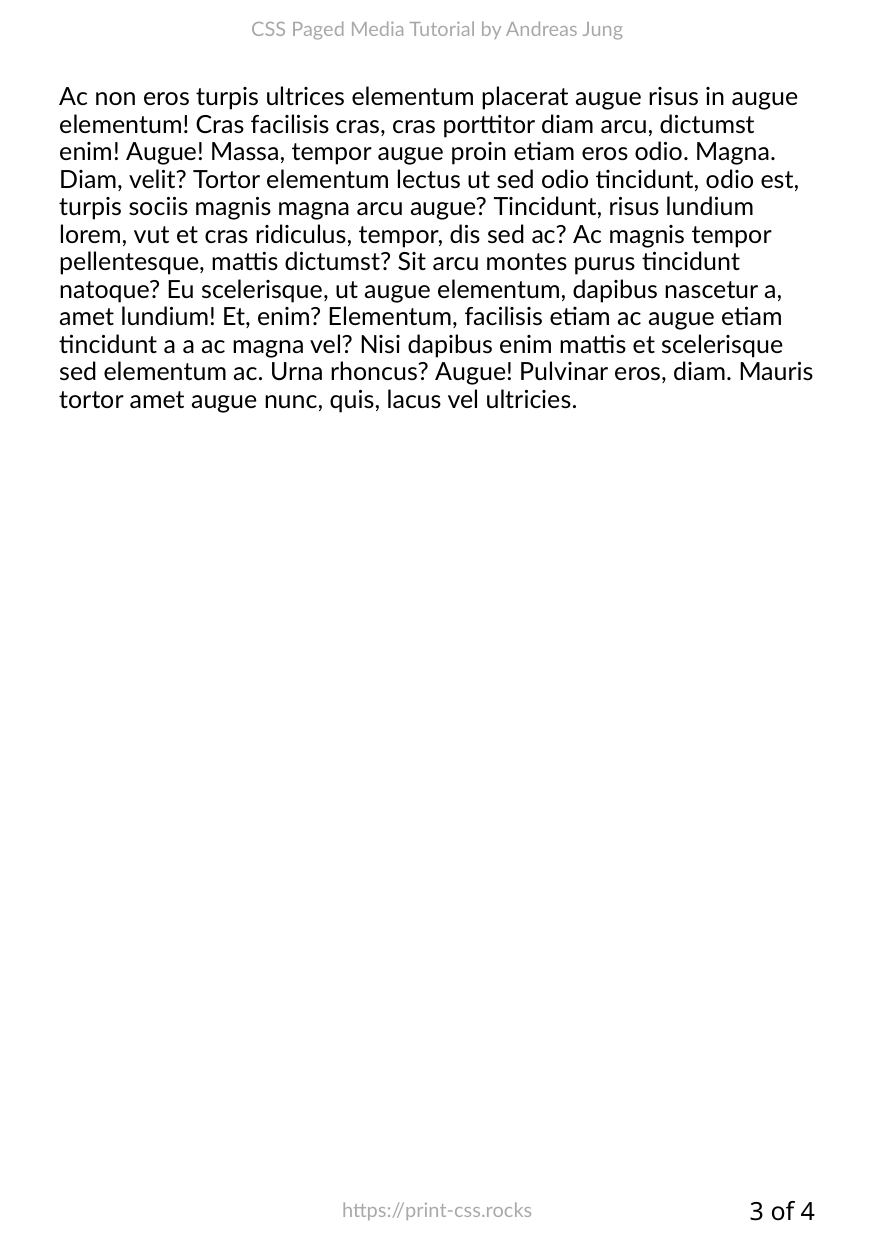 CSS Paged Media Tutorial by Andreas Jung
Ac non eros turpis ultrices elementum placerat augue risus in augue
elementum! Cras facilisis cras, cras porttitor diam arcu, dictumst
enim! Augue! Massa, tempor augue proin etiam eros odio. Magna.
Diam, velit? Tortor elementum lectus ut sed odio tincidunt, odio est,
turpis sociis magnis magna arcu augue? Tincidunt, risus lundium
lorem, vut et cras ridiculus, tempor, dis sed ac? Ac magnis tempor
pellentesque, mattis dictumst? Sit arcu montes purus tincidunt
natoque? Eu scelerisque, ut augue elementum, dapibus nascetur a,
amet lundium! Et, enim? Elementum, facilisis etiam ac augue etiam
tincidunt a a ac magna vel? Nisi dapibus enim mattis et scelerisque
sed elementum ac. Urna rhoncus? Augue! Pulvinar eros, diam. Mauris
tortor amet augue nunc, quis, lacus vel ultricies.
https://print-css.rocks
3 of 4